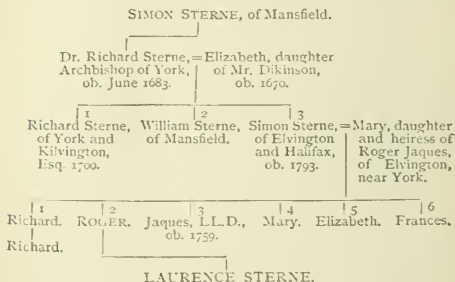 SIMON STERNE, of Mansfield.
Dr. Richard Sterne,=Elizabeth, daughter
Archbishop of York, of Mr. Dikinson,
ob. June 1683. ob. 1670.
1 2 3
Richard Sterne, William Sterne, Simon Sterne,=Mary, daughter
of York and of Mansfield. of Elvington and heiress of
Kilvington, and Halifax, Roger Jaques,
Esq. 1700. ob. 1793. of Elvington,
near York.
1 2 3 4 5 6
Richard. ROGER. Jaques, LL.D., Mary. Elizabeth. Frances.
ob. 1759.
Richard.
LAURENCE STERNE.